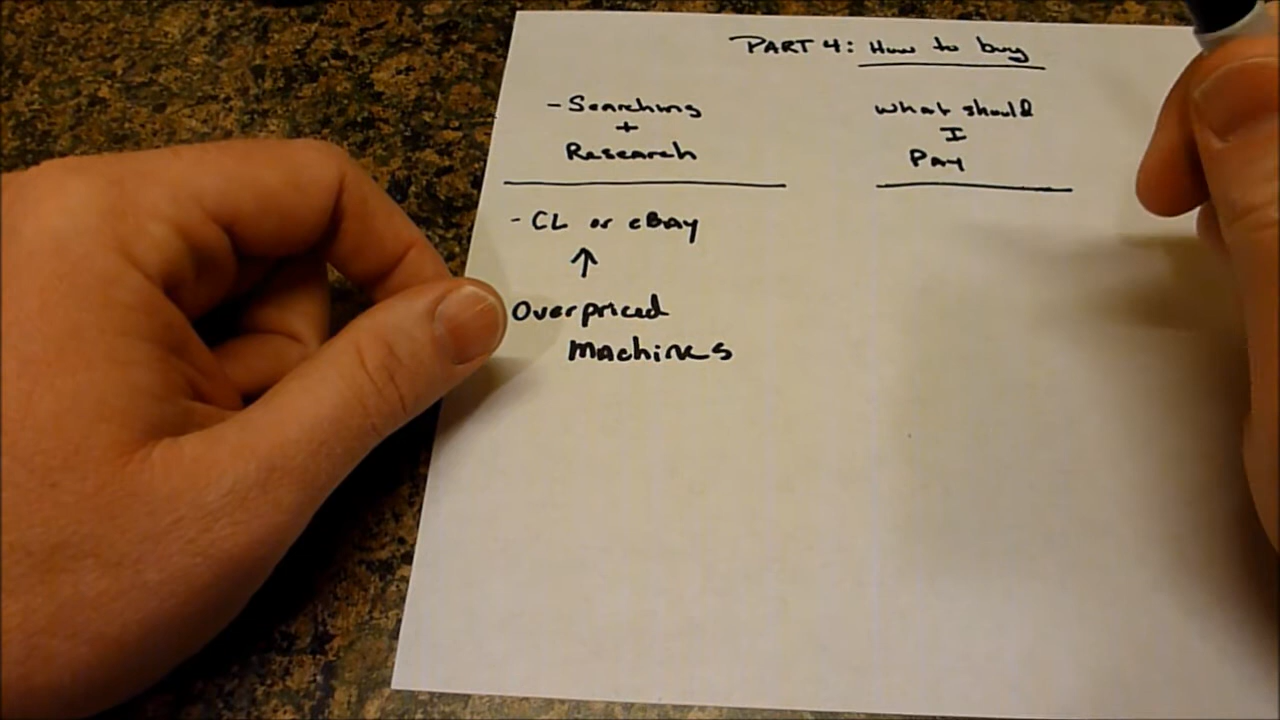 PART 4: How to buy
- Searching
+
Research
What should
I
Pay
- CL or eBay
↑
Overpriced
Machines